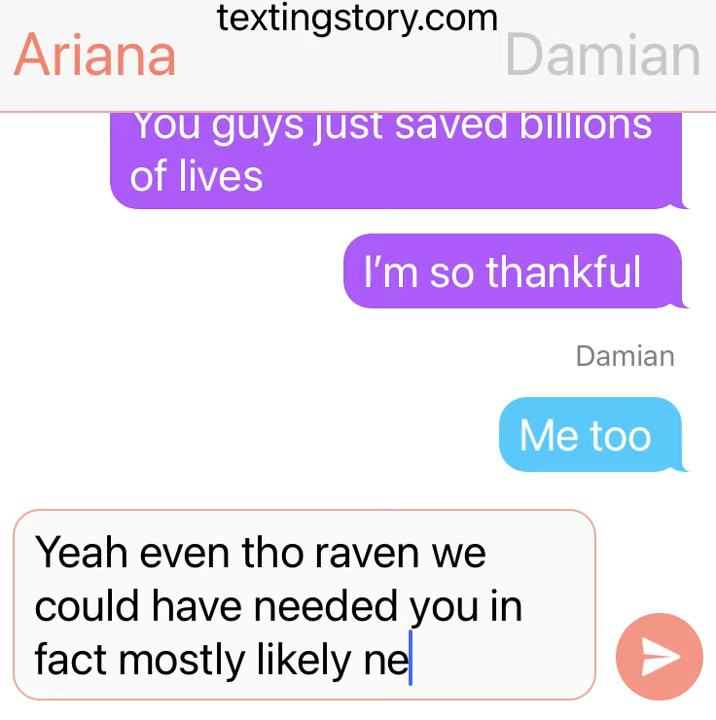 textingstory.com
Ariana
Damian
You guys just saved billions
of lives
I'm so thankful
Damian
Me too
Yeah even tho raven we
could have needed you in
fact mostly likely ne